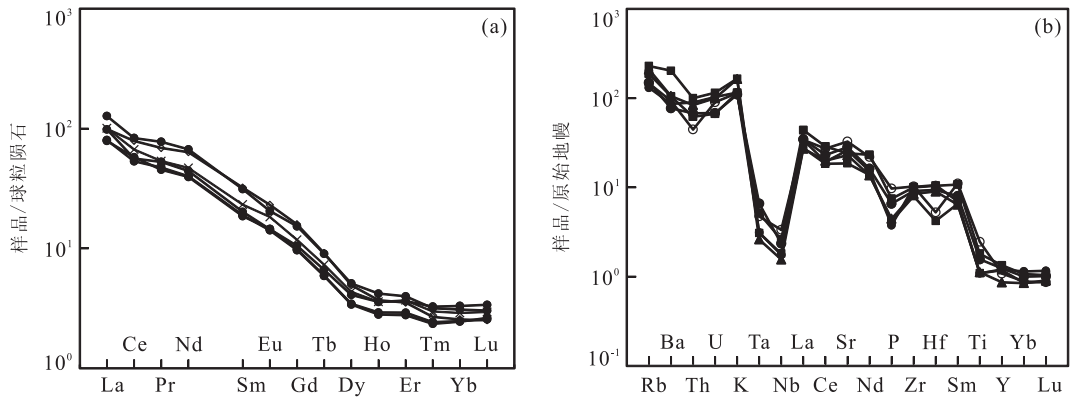 (a)
10³
10²
10¹
10⁰
样品/球粒陨石
Ce Nd Eu Tb Ho Tm Lu
La Pr Sm Gd Dy Er Yb
(b)
10³
10²
10¹
10⁰
10⁻¹
样品/原始地幔
Ba U Ta La Sr P Hf Ti Yb
Rb Th K Nb Ce Nd Zr Sm Y Lu